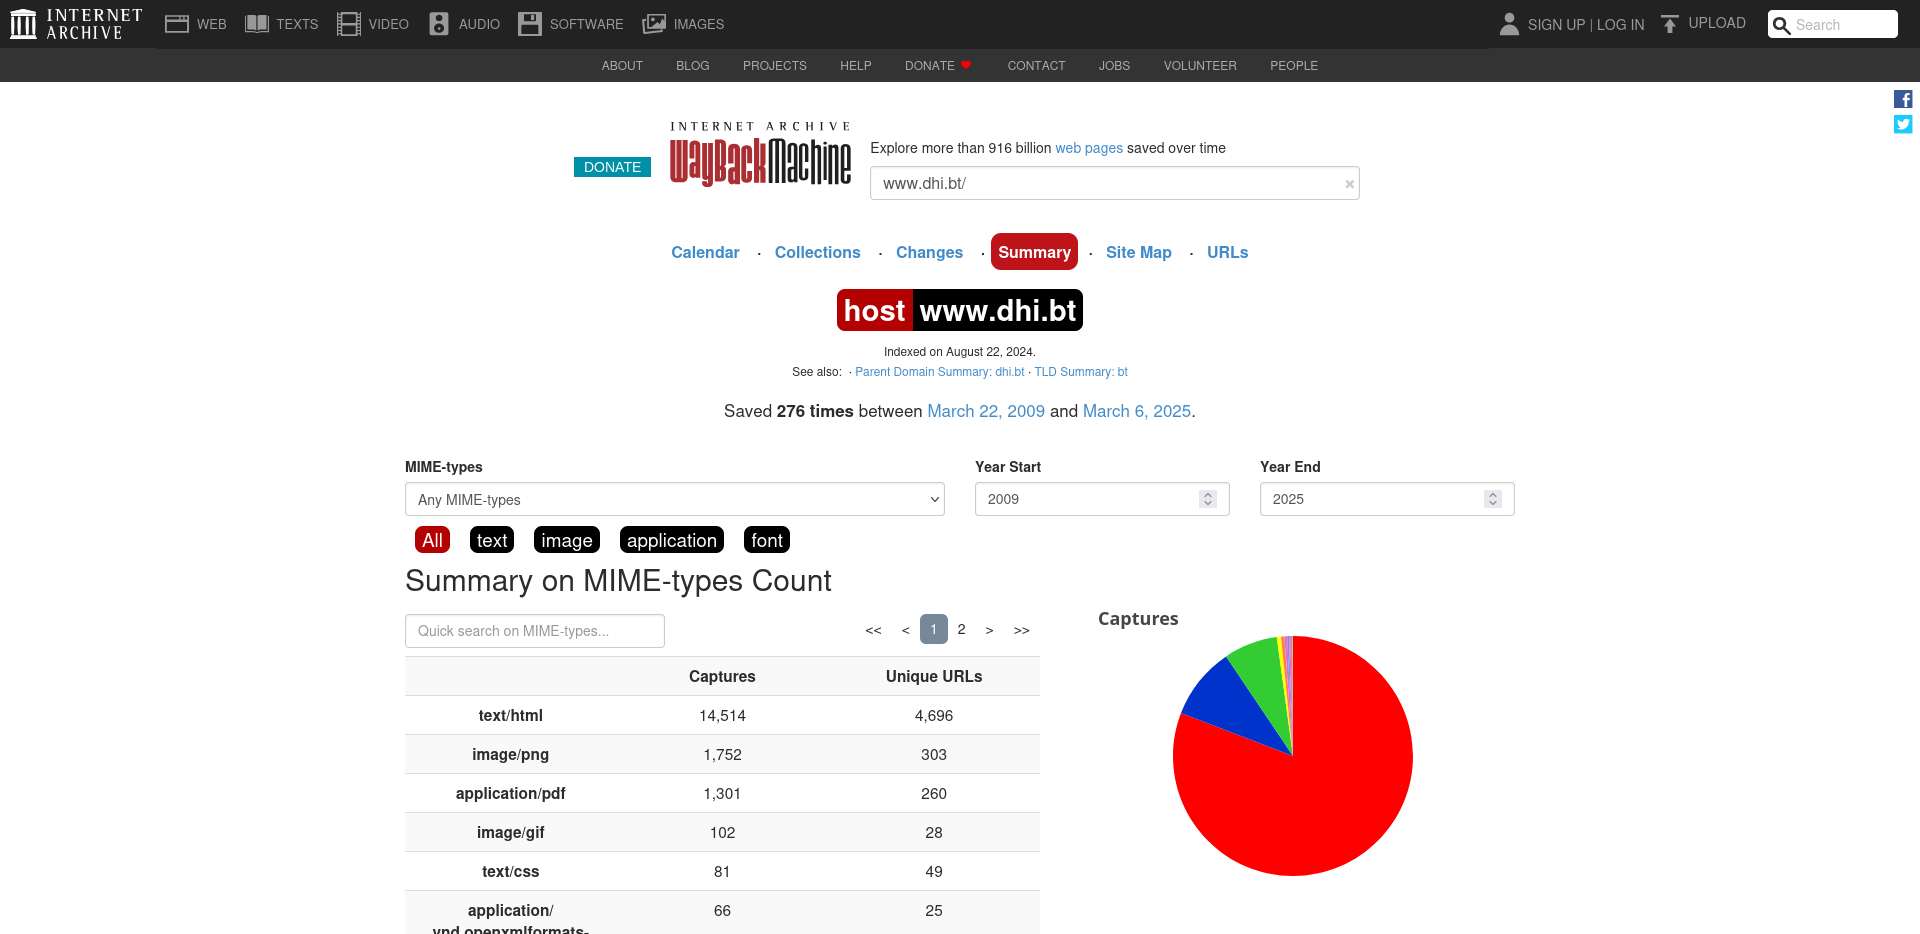 INTERNET ARCHIVE
WEB TEXTS VIDEO AUDIO SOFTWARE IMAGES
SIGN UP | LOG IN UPLOAD Search
ABOUT BLOG PROJECTS HELP DONATE CONTACT JOBS VOLUNTEER PEOPLE
DONATE
INTERNET ARCHIVE
WayBackMachine
Explore more than 916 billion web pages saved over time
www.dhi.bt/
Calendar · Collections · Changes · Summary · Site Map · URLs
host www.dhi.bt
Indexed on August 22, 2024.
See also: · Parent Domain Summary: dhi.bt · TLD Summary: bt
Saved 276 times between March 22, 2009 and March 6, 2025.
MIME-types Year Start Year End
Any MIME-types 2009 2025
All text image application font
Summary on MIME-types Count
Quick search on MIME-types... << < 1 2 > >>
Captures
Captures Unique URLs
text/html 14,514 4,696
image/png 1,752 303
application/pdf 1,301 260
image/gif 102 28
text/css 81 49
application/ 66 25
vnd.openxmlformats-